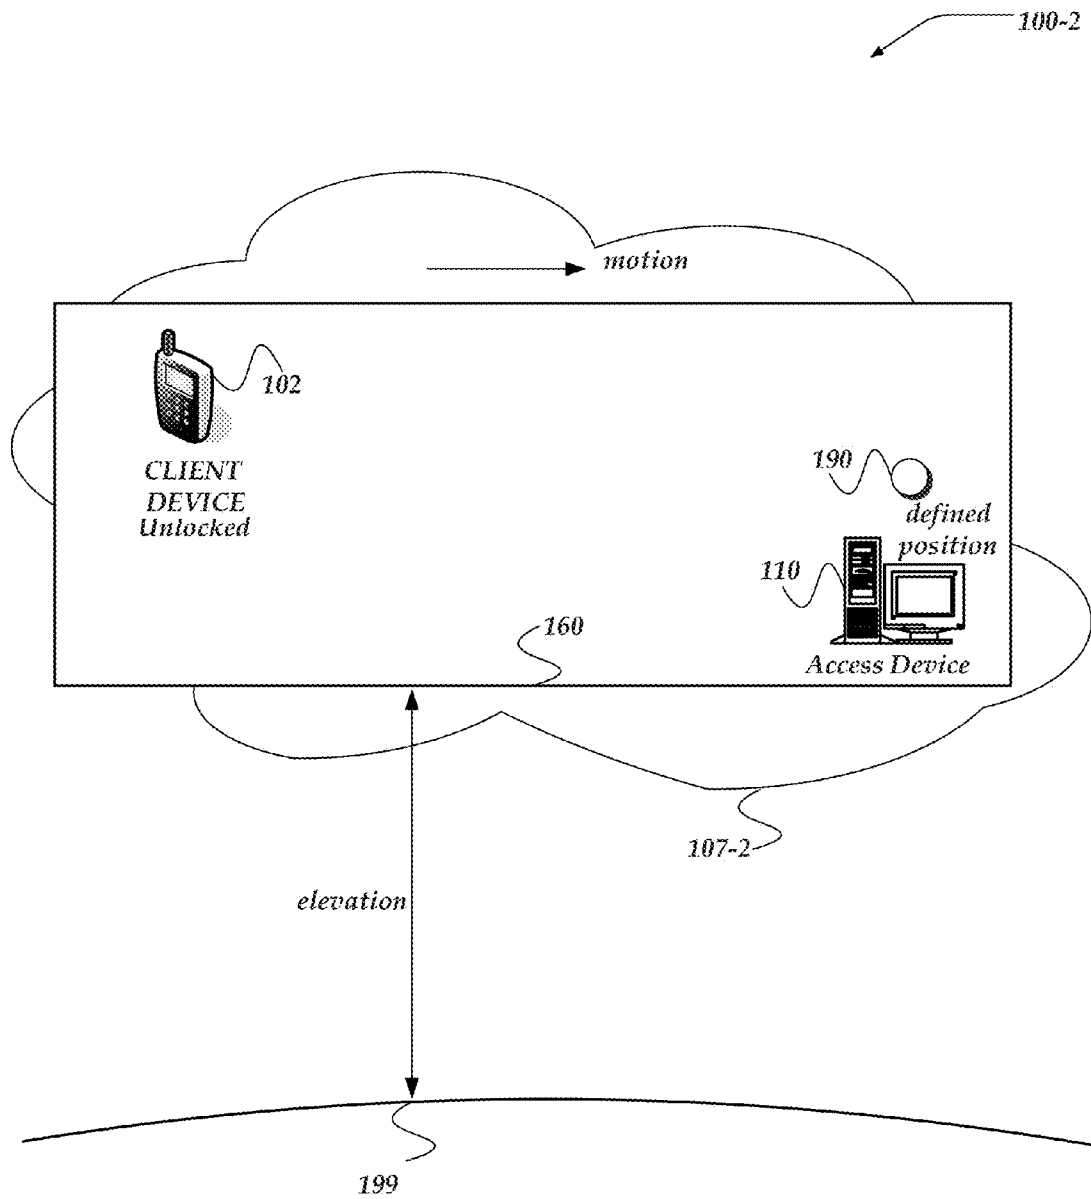 100-2
motion
102
CLIENT
DEVICE
Unlocked
190
defined
position
110
160
Access Device
107-2
elevation
199